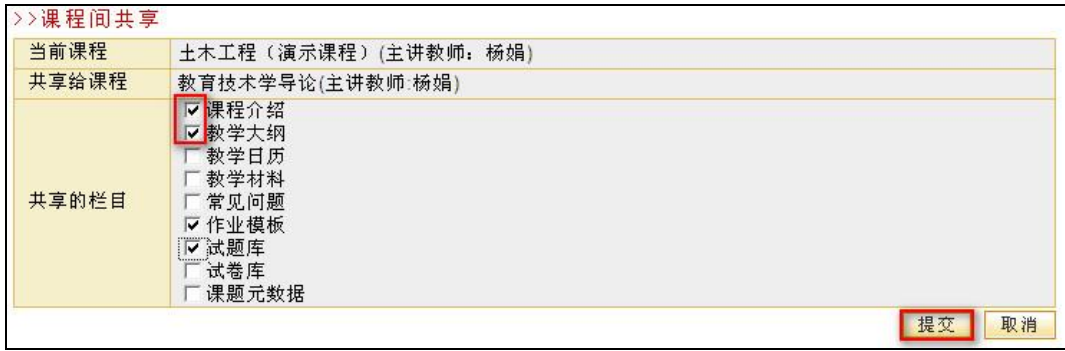 >>课程间共享
当前课程 土木工程（演示课程）(主讲教师：杨娟)
共享给课程 教育技术学导论(主讲教师:杨娟)
共享的栏目
课程介绍
教学大纲
教学日历
教学材料
常见问题
作业模板
试题库
试卷库
课题元数据
提交 取消